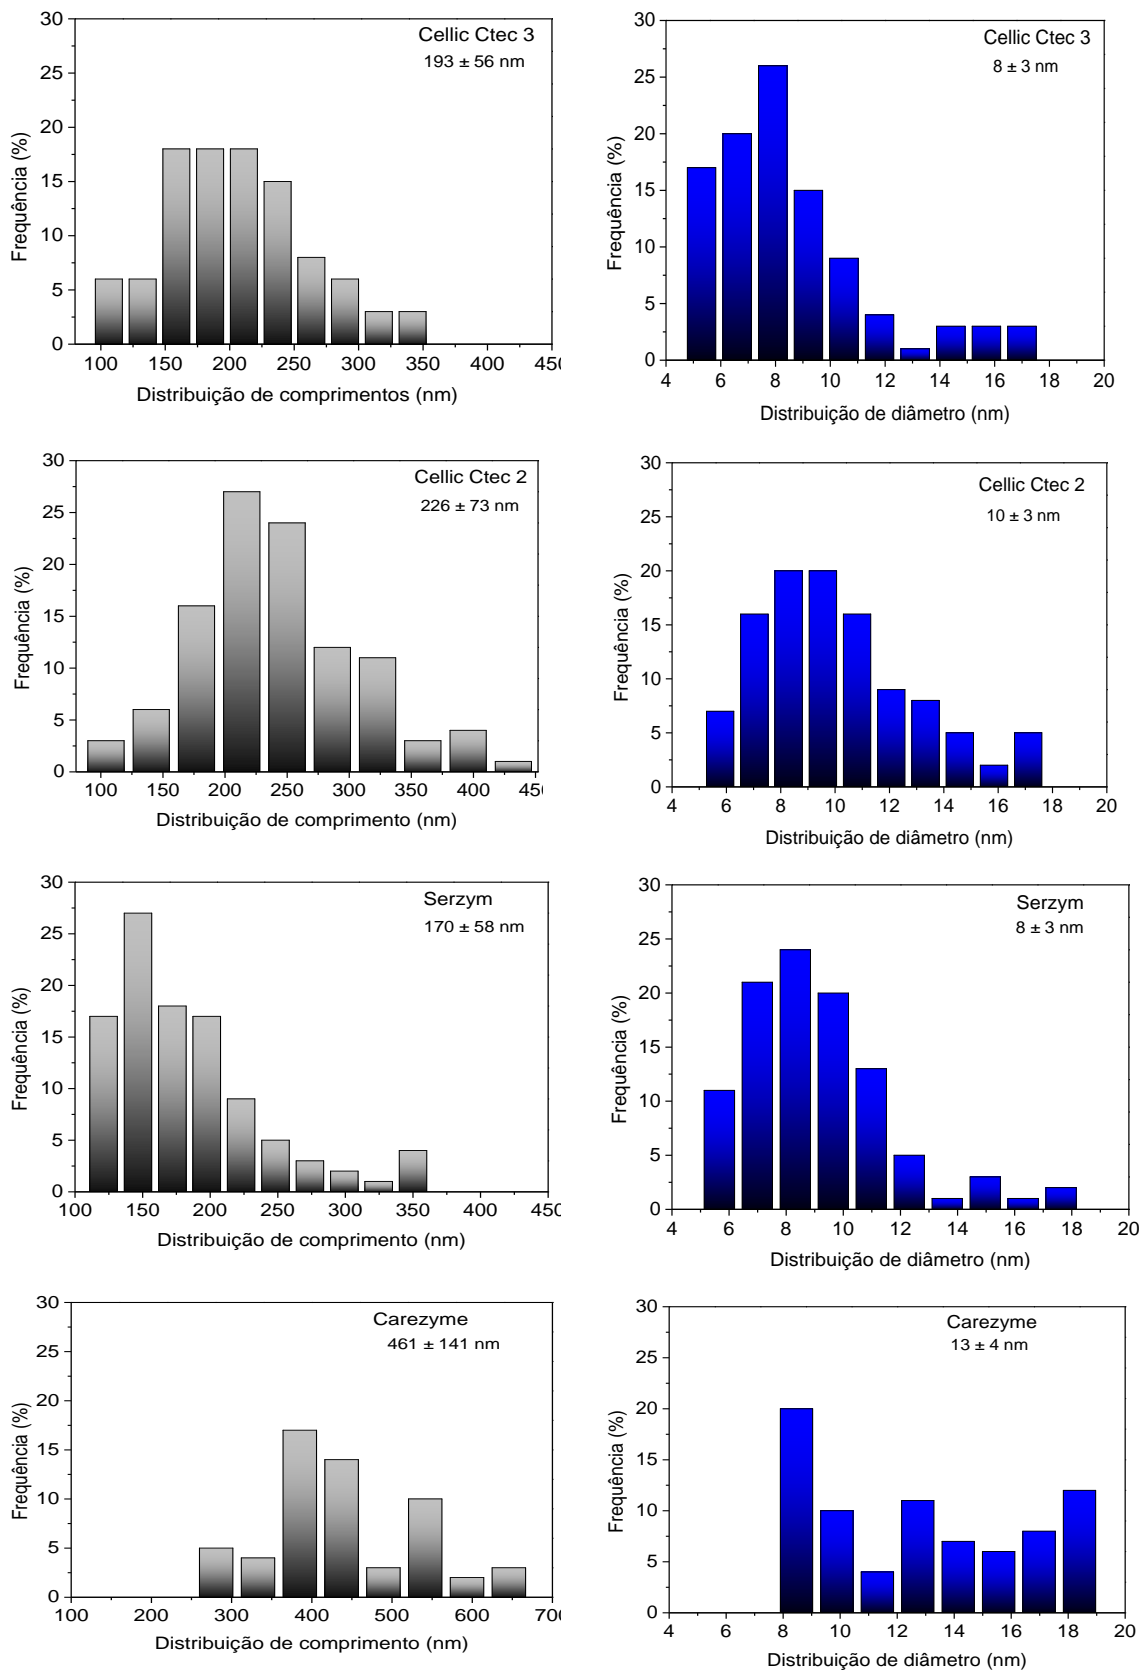 30
25
20
15
10
5
0
Frequência (%)
Cellic Ctec 3
193 ± 56 nm
100 150 200 250 300 350 400 450
Distribuição de comprimentos (nm)
30
25
20
15
10
5
0
Frequência (%)
Cellic Ctec 3
8 ± 3 nm
4 6 8 10 12 14 16 18 20
Distribuição de diâmetro (nm)
30
25
20
15
10
5
0
Frequência (%)
Cellic Ctec 2
226 ± 73 nm
100 150 200 250 300 350 400 450
Distribuição de comprimento (nm)
30
25
20
15
10
5
0
Frequência (%)
Cellic Ctec 2
10 ± 3 nm
4 6 8 10 12 14 16 18 20
Distribuição de diâmetro (nm)
30
25
20
15
10
5
0
Frequência (%)
Serzym
170 ± 58 nm
100 150 200 250 300 350 400 450
Distribuição de comprimento (nm)
30
25
20
15
10
5
0
Frequência (%)
Serzym
8 ± 3 nm
4 6 8 10 12 14 16 18 20
Distribuição de diâmetro (nm)
30
25
20
15
10
5
0
Frequência (%)
Carezyme
461 ± 141 nm
100 200 300 400 500 600 700
Distribuição de comprimento (nm)
30
25
20
15
10
5
0
Frequência (%)
Carezyme
13 ± 4 nm
4 6 8 10 12 14 16 18 20
Distribuição de diâmetro (nm)